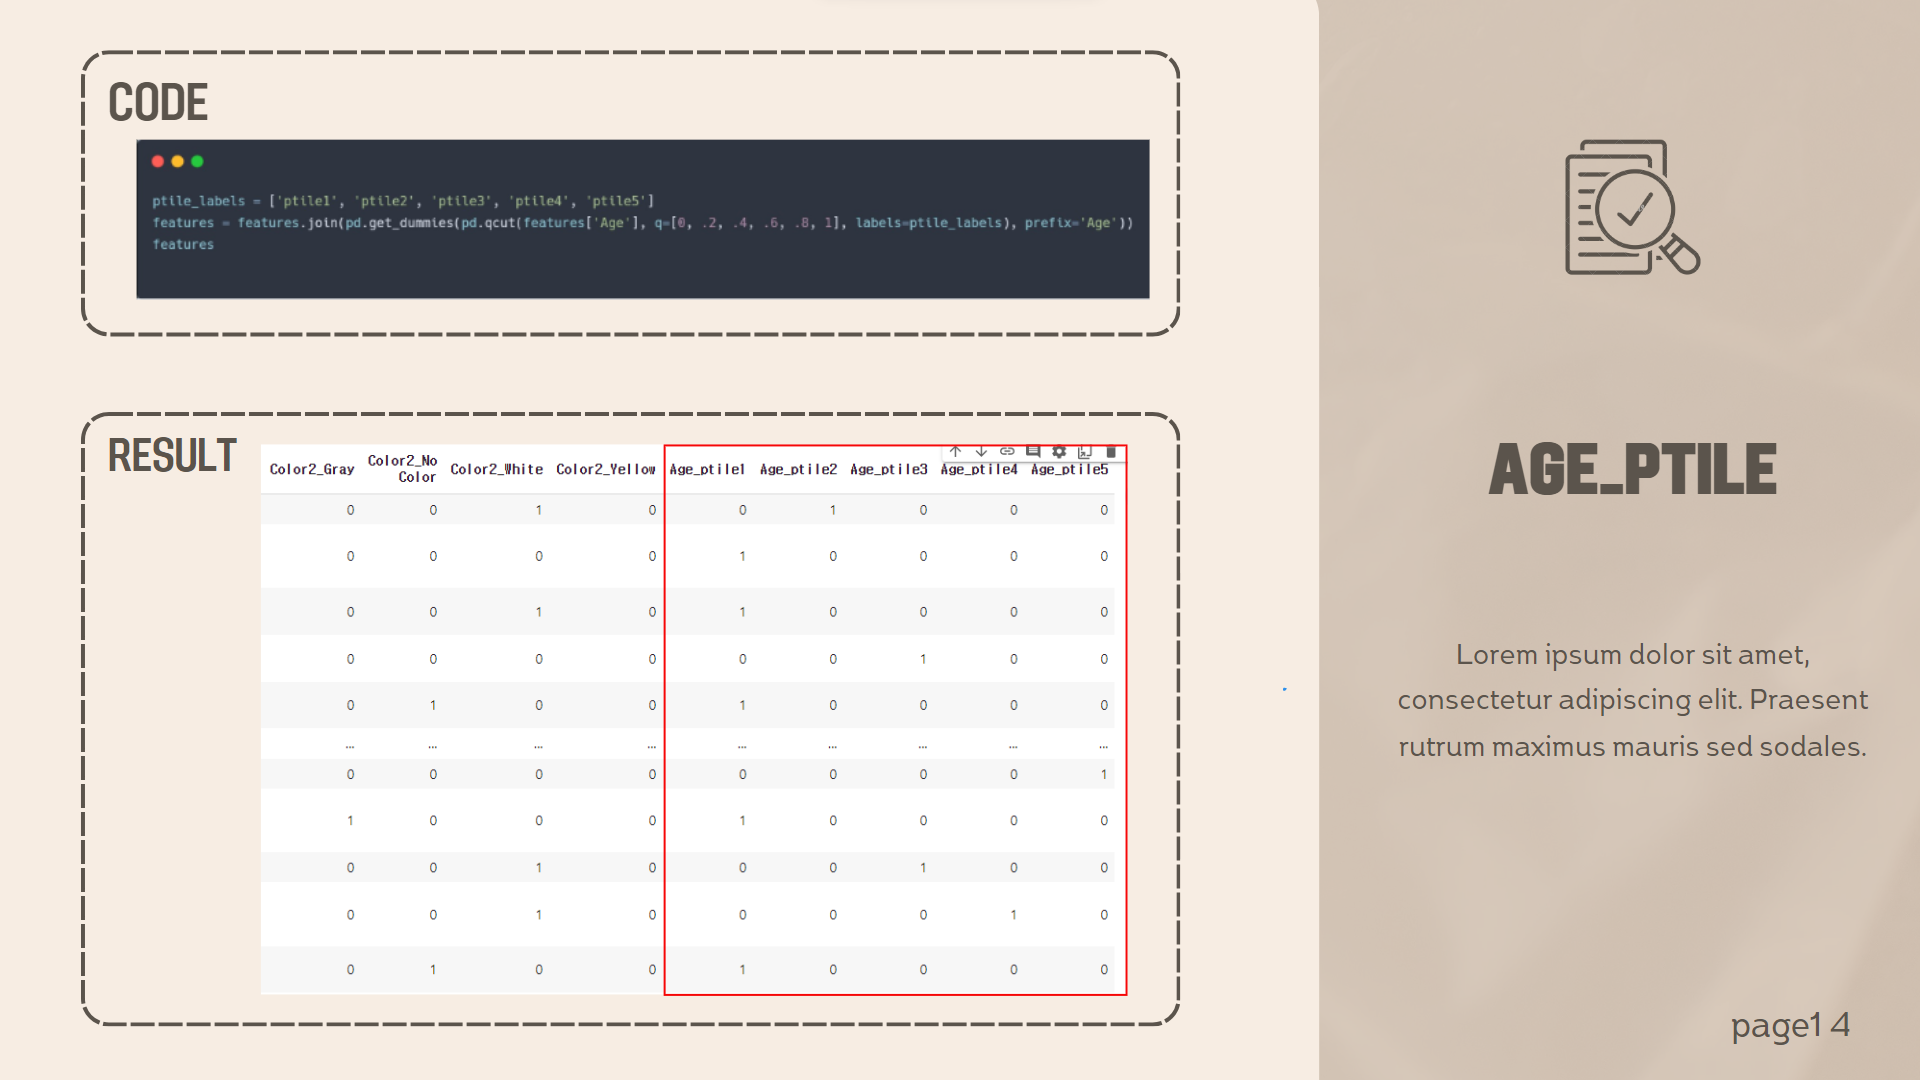 CODE
ptile_labels = ['ptile1', 'ptile2', 'ptile3', 'ptile4', 'ptile5']
features = features.join(pd.get_dummies(pd.qcut(features['Age'], q=[0, .2, .4, .6, .8, 1], labels=ptile_labels), prefix='Age'))
features
RESULT
Color2_Gray Color2_No Color Color2_White Color2_Yellow Age_ptile1 Age_ptile2 Age_ptile3 Age_ptile4 Age_ptile5
0 0 1 0 0 1 0 0 0
0 0 0 0 1 0 0 0 0
0 0 1 0 1 0 0 0 0
0 0 0 0 0 0 1 0 0
0 1 0 0 1 0 0 0 0
... ... ... ... ... ... ... ... ...
0 0 0 0 0 0 0 0 1
1 0 0 0 1 0 0 0 0
0 0 1 0 0 0 1 0 0
0 0 1 0 0 0 0 1 0
0 1 0 0 1 0 0 0 0
AGE_PTILE
Lorem ipsum dolor sit amet,
consectetur adipiscing elit. Praesent
rutrum maximus mauris sed sodales.
page1 4